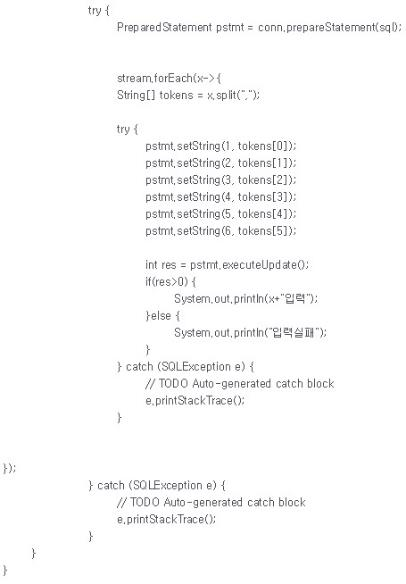 try {
PreparedStatement pstmt = conn.prepareStatement(sql);
stream.forEach(x->{
String[] tokens = x.split(",");
try {
pstmt.setString(1, tokens[0]);
pstmt.setString(2, tokens[1]);
pstmt.setString(3, tokens[2]);
pstmt.setString(4, tokens[3]);
pstmt.setString(5, tokens[4]);
pstmt.setString(6, tokens[5]);
int res = pstmt.executeUpdate();
if(res>0) {
System.out.println(x+"입력");
}else {
System.out.println("입력실패");
}
} catch (SQLException e) {
// TODO Auto-generated catch block
e.printStackTrace();
}
});
} catch (SQLException e) {
// TODO Auto-generated catch block
e.printStackTrace();
}
}
}